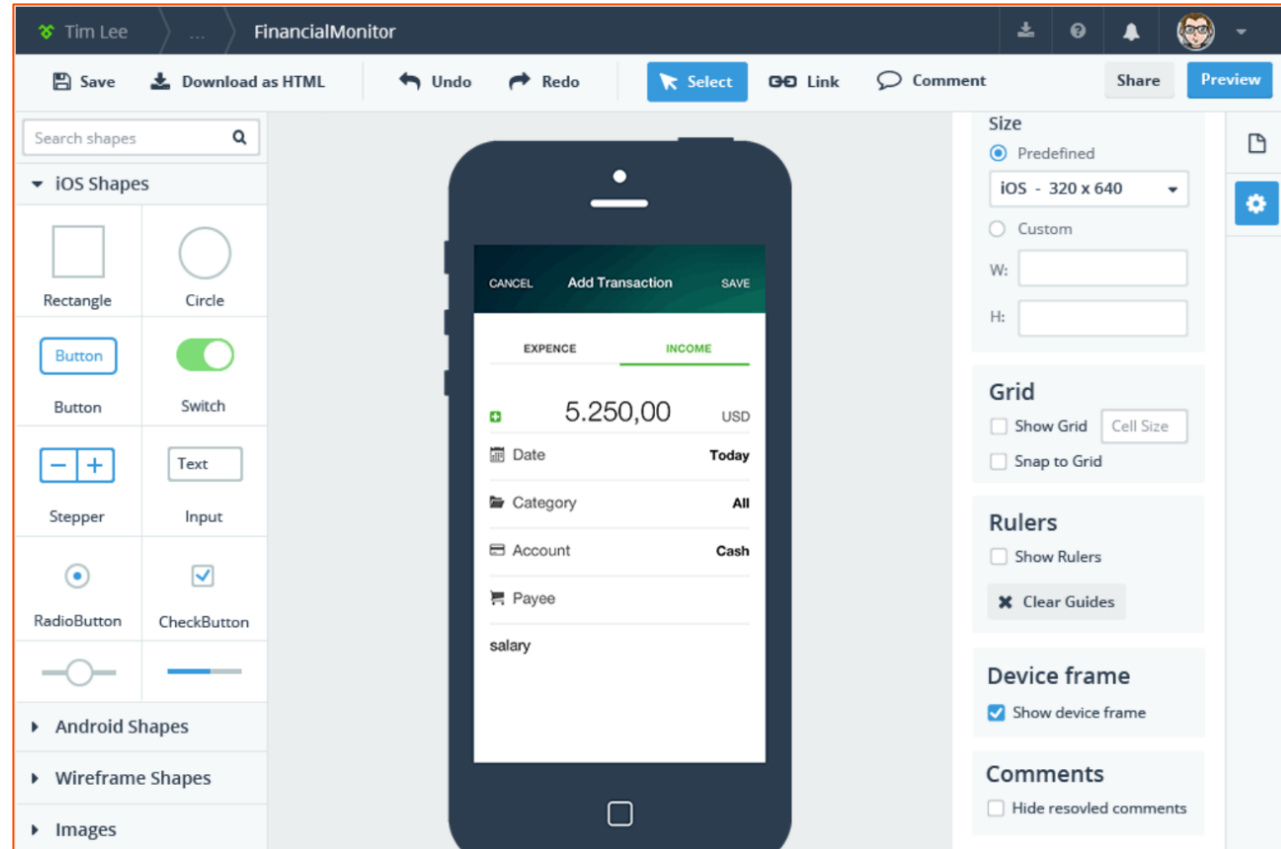 Tim Lee ... FinancialMonitor
Save Download as HTML Undo Redo Select Link Comment Share Preview
Search shapes
iOS Shapes
Rectangle Circle
Button
Button Switch
Text
Stepper Input
RadioButton CheckButton
Android Shapes
Wireframe Shapes
Images
CANCEL Add Transaction SAVE
EXPENCE INCOME
5.250,00 USD
Date Today
Category All
Account Cash
Payee
salary
Size
Predefined
iOS - 320 x 640
Custom
W:
H:
Grid
Show Grid Cell Size
Snap to Grid
Rulers
Show Rulers
Clear Guides
Device frame
Show device frame
Comments
Hide resovled comments